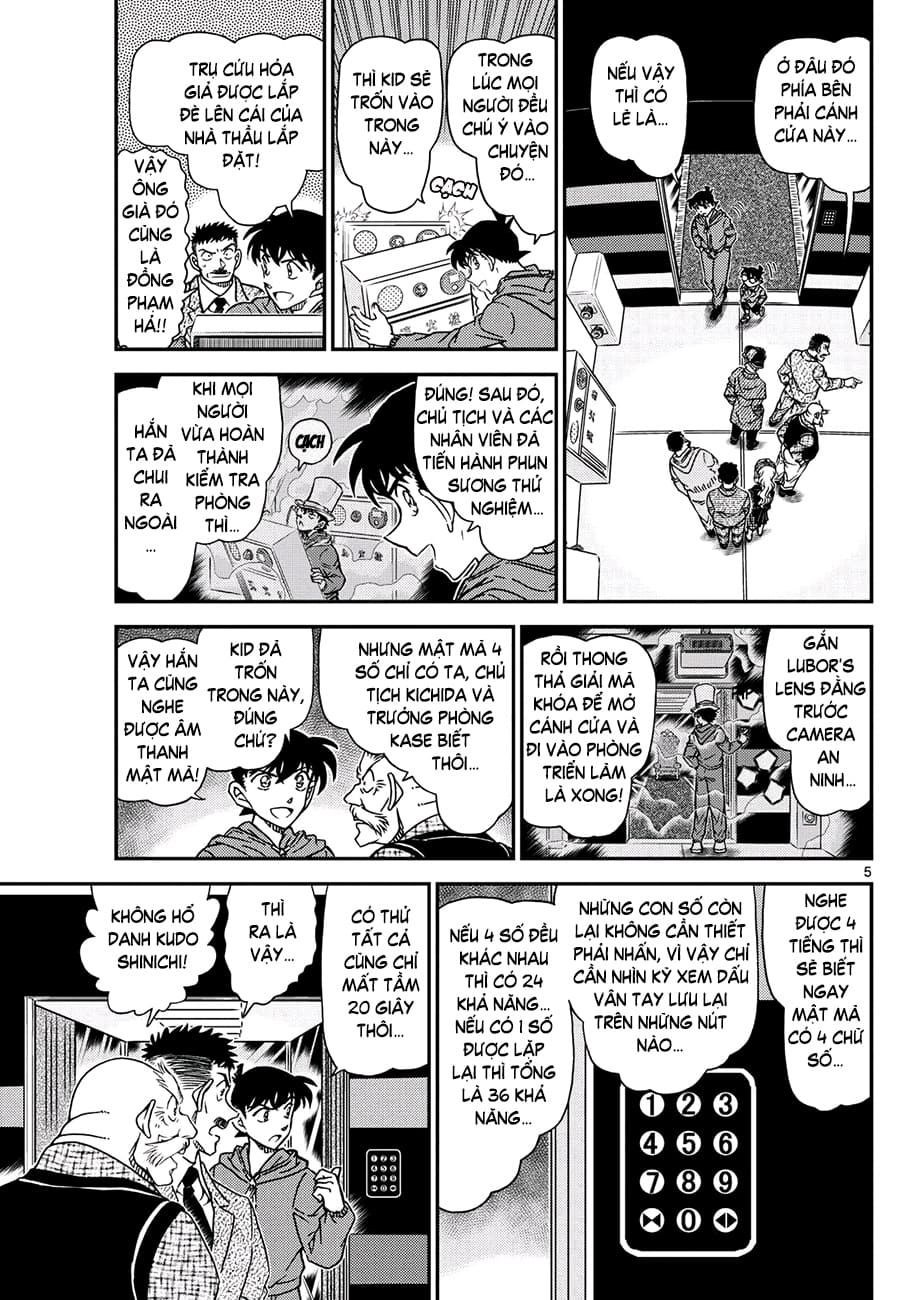 Ở ĐÂU ĐÓ
PHÍA BÊN
PHẢI CÁNH
CỬA NÀY...
NẾU VẬY
THÌ CÓ
LẼ LÀ...
TRONG
LÚC MỌI
NGƯỜI ĐỀU
CHÚ Ý VÀO
CHUYỆN
ĐÓ...
THÌ KID SẼ
TRỐN VÀO
TRONG
NÀY...
CẠCH
TRỤ CỨU HỎA
GIẢ ĐƯỢC LẮP
ĐÈ LÊN CÁI CỦA
NHÀ THẦU LẮP
ĐẶT!
VẬY
ÔNG
GIÀ ĐÓ
CŨNG
LÀ
ĐỒNG
PHẠM
HẢ!!
ĐÚNG! SAU ĐÓ,
CHỦ TỊCH VÀ CÁC
NHÂN VIÊN ĐÃ
TIẾN HÀNH PHUN
SƯƠNG THỬ
NGHIỆM...
KHI MỌI
NGƯỜI
VỪA HOÀN
THÀNH
KIỂM TRA
PHÒNG
THÌ...
CẠCH
HẮN
TA ĐÃ
CHUI RA
NGOÀI
...
GẮN
LUBOR'S
LENS ĐẰNG
TRƯỚC
CAMERA
AN
NINH...
RỒI THONG
THẢ GIẢI MÃ
KHÓA ĐỂ MỞ
CÁNH CỬA VÀ
ĐI VÀO PHÒNG
TRIỂN LÃM
LÀ XONG!
NHƯNG MẬT MÃ 4
SỐ CHỈ CÓ TA, CHỦ
TỊCH KICHIDA VÀ
TRƯỞNG PHÒNG
KASE BIẾT
THÔI...
KID ĐÃ
TRỐN
TRONG NÀY,
ĐÚNG
CHỨ?
VẬY HẮN
TA CŨNG
NGHE
ĐƯỢC ÂM
THANH
MẬT MÃ!
5
NGHE
ĐƯỢC 4
TIẾNG THÌ
SẼ BIẾT
NGAY
MẬT MÃ
CÓ 4 CHỮ
SỐ...
NHỮNG CON SỐ CÒN
LẠI KHÔNG CẦN THIẾT
PHẢI NHẤN, VÌ VẬY CHỈ
CẦN NHÌN KỸ XEM DẤU
VÂN TAY LƯU LẠI
TRÊN NHỮNG NÚT
NÀO...
NẾU 4 SỐ ĐỀU
KHÁC NHAU
THÌ CÓ 24
KHẢ NĂNG...
NẾU CÓ 1 SỐ
ĐƯỢC LẶP
LẠI THÌ TỔNG
LÀ 36 KHẢ
NĂNG...
1 2 3
4 5 6
7 8 9
0
CÓ THỬ
TẤT CẢ
CŨNG CHỈ
MẤT TẦM
20 GIÂY
THÔI...
THÌ
RA LÀ
VẬY...
KHÔNG HỔ
DANH KUDO
SHINICHI!